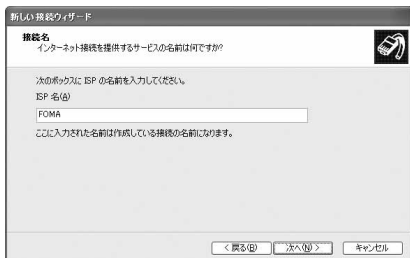 新しい接続ウィザード
接続名
インターネット接続を提供するサービスの名前は何ですか?
次のボックスに ISP の名前を入力してください。
ISP 名(A)
FOMA
ここに入力された名前は作成している接続の名前になります。
< 戻る(B) 次へ(N) > キャンセル